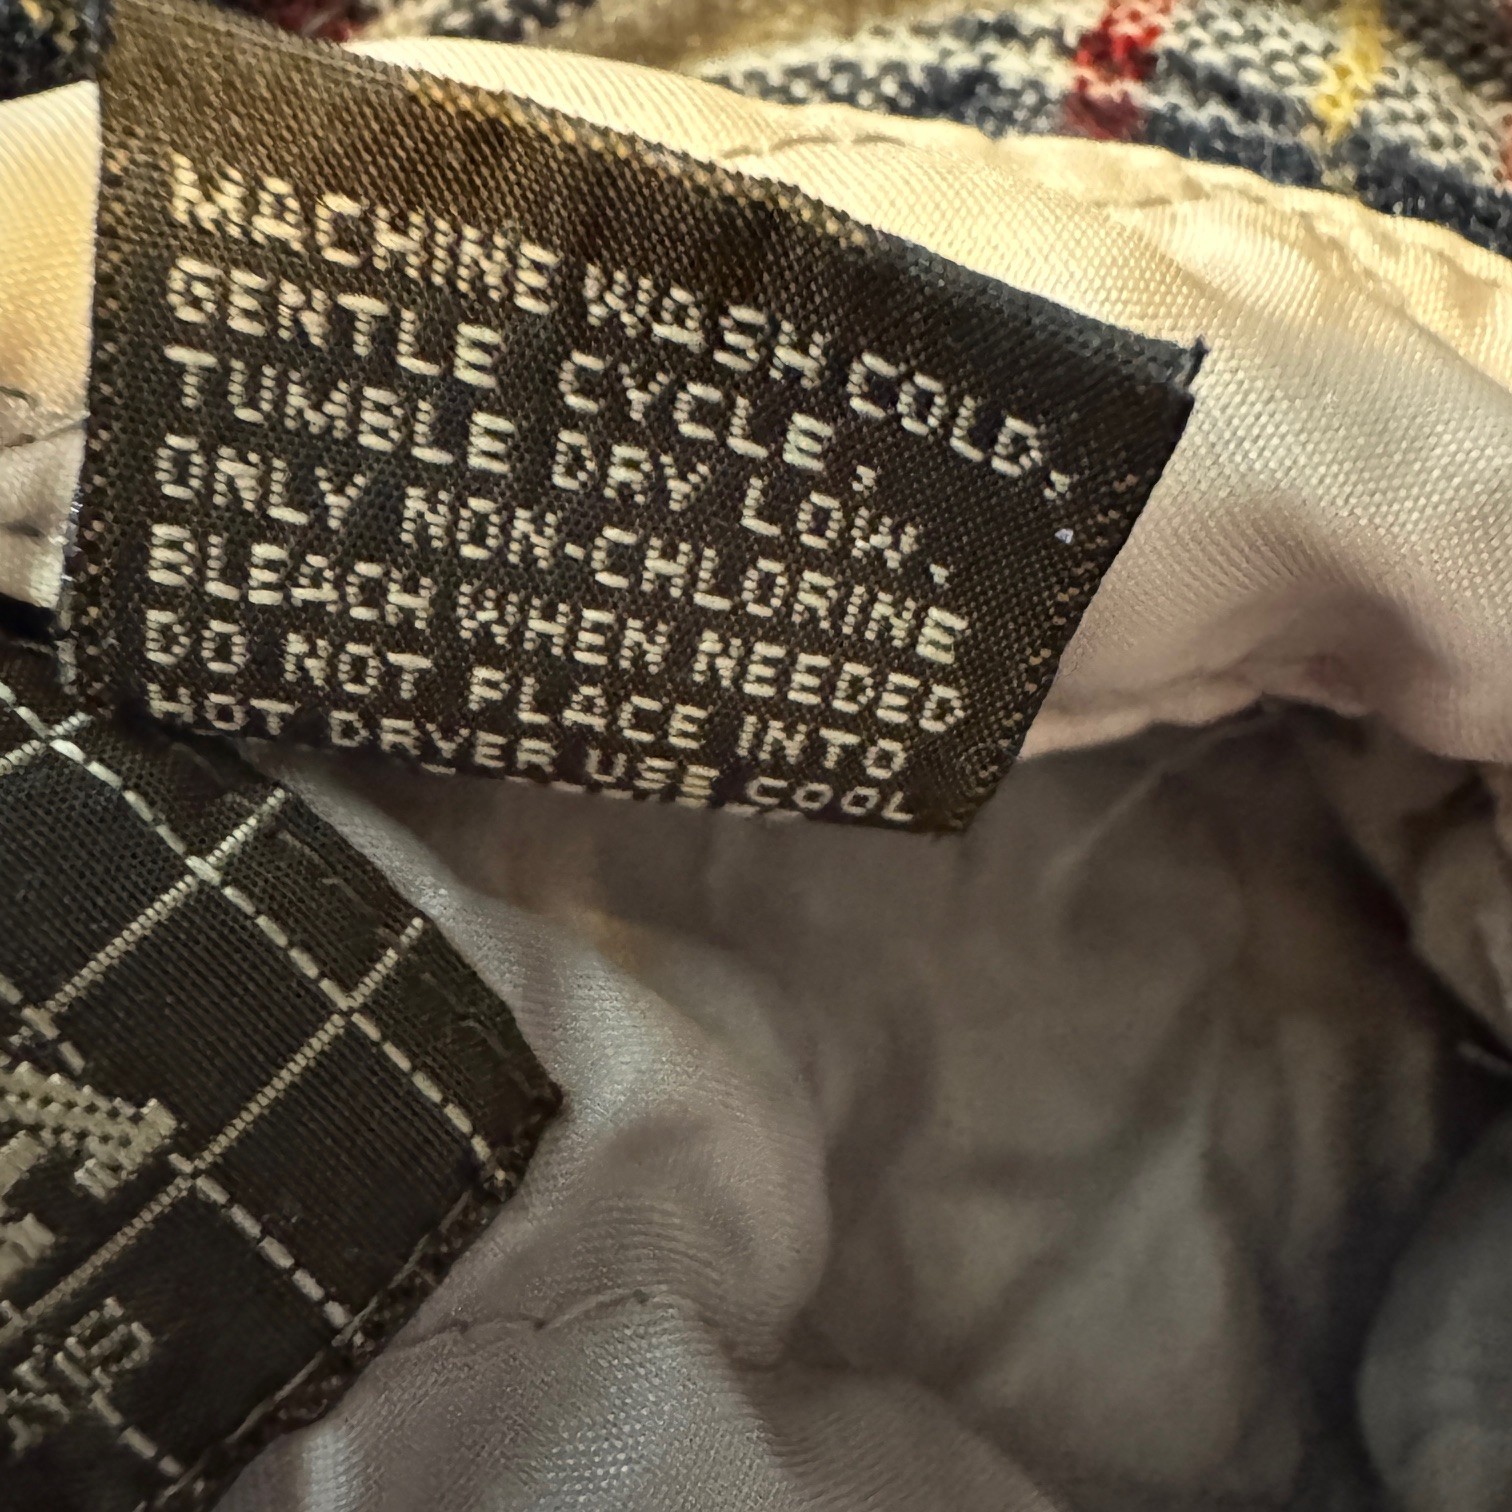 MACHINE WASH COLD,
GENTLE CYCLE,
TUMBLE DRY LOW.
ONLY NON-CHLORINE
BLEACH WHEN NEEDED
DO NOT PLACE INTO
HOT DRYER USE COOL